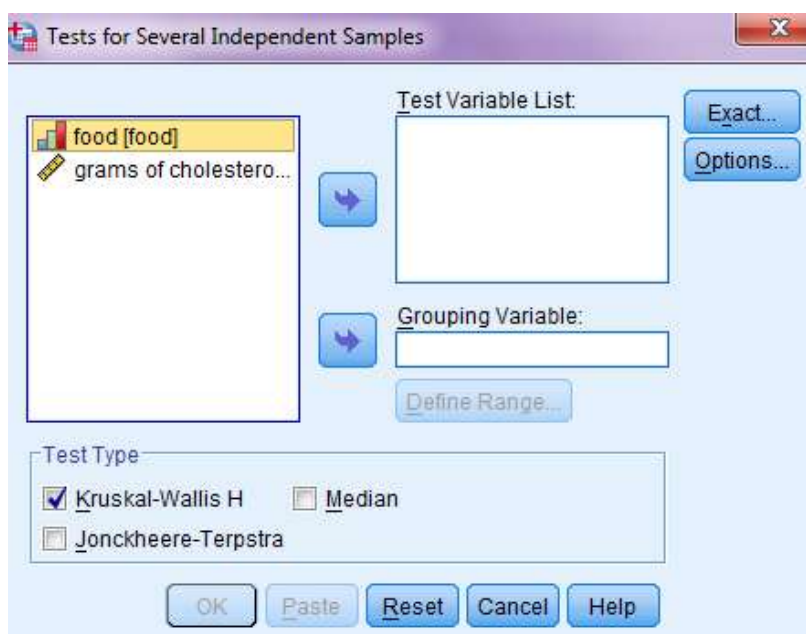 Tests for Several Independent Samples
Test Variable List:
Exact...
food [food]
grams of cholestero...
Options...
Grouping Variable:
Define Range...
Test Type
Kruskal-Wallis H
Median
Jonckheere-Terpstra
OK Paste Reset Cancel Help